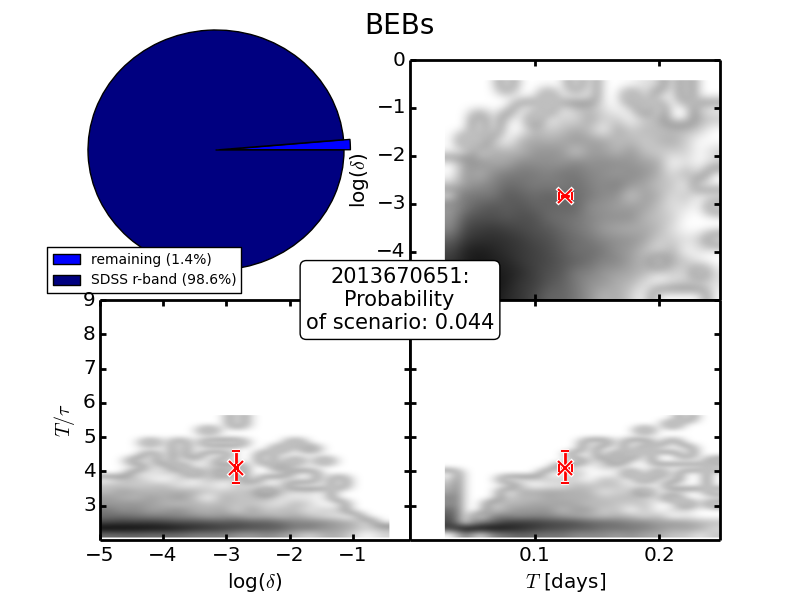 BEBs
remaining (1.4%)
SDSS r-band (98.6%)
log(δ)
0
−1
−2
−3
−4
2013670651:
Probability
of scenario: 0.044
T/τ
9
8
7
6
5
4
3
−5
−4
−3
−2
−1
log(δ)
0.1
0.2
T [days]